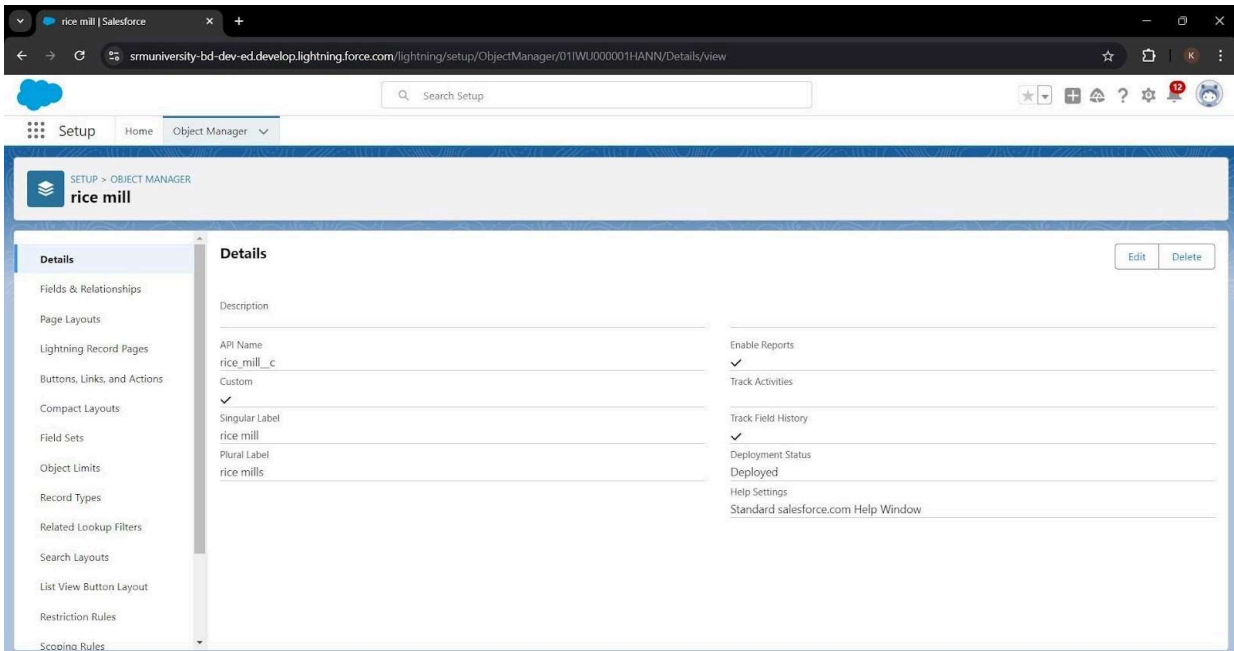 rice mill | Salesforce
srmuniversity-bd-dev-ed.develop.lightning.force.com/lightning/setup/ObjectManager/01IWU000001HANN/Details/view
K
Search Setup
12
Setup Home Object Manager
SETUP > OBJECT MANAGER
rice mill
Details
Fields & Relationships
Page Layouts
Lightning Record Pages
Buttons, Links, and Actions
Compact Layouts
Field Sets
Object Limits
Record Types
Related Lookup Filters
Search Layouts
List View Button Layout
Restriction Rules
Scoping Rules
Details
Edit Delete
Description
API Name
rice_mill__c
Custom
Singular Label
rice mill
Plural Label
rice mills
Enable Reports
Track Activities
Track Field History
Deployment Status
Deployed
Help Settings
Standard salesforce.com Help Window